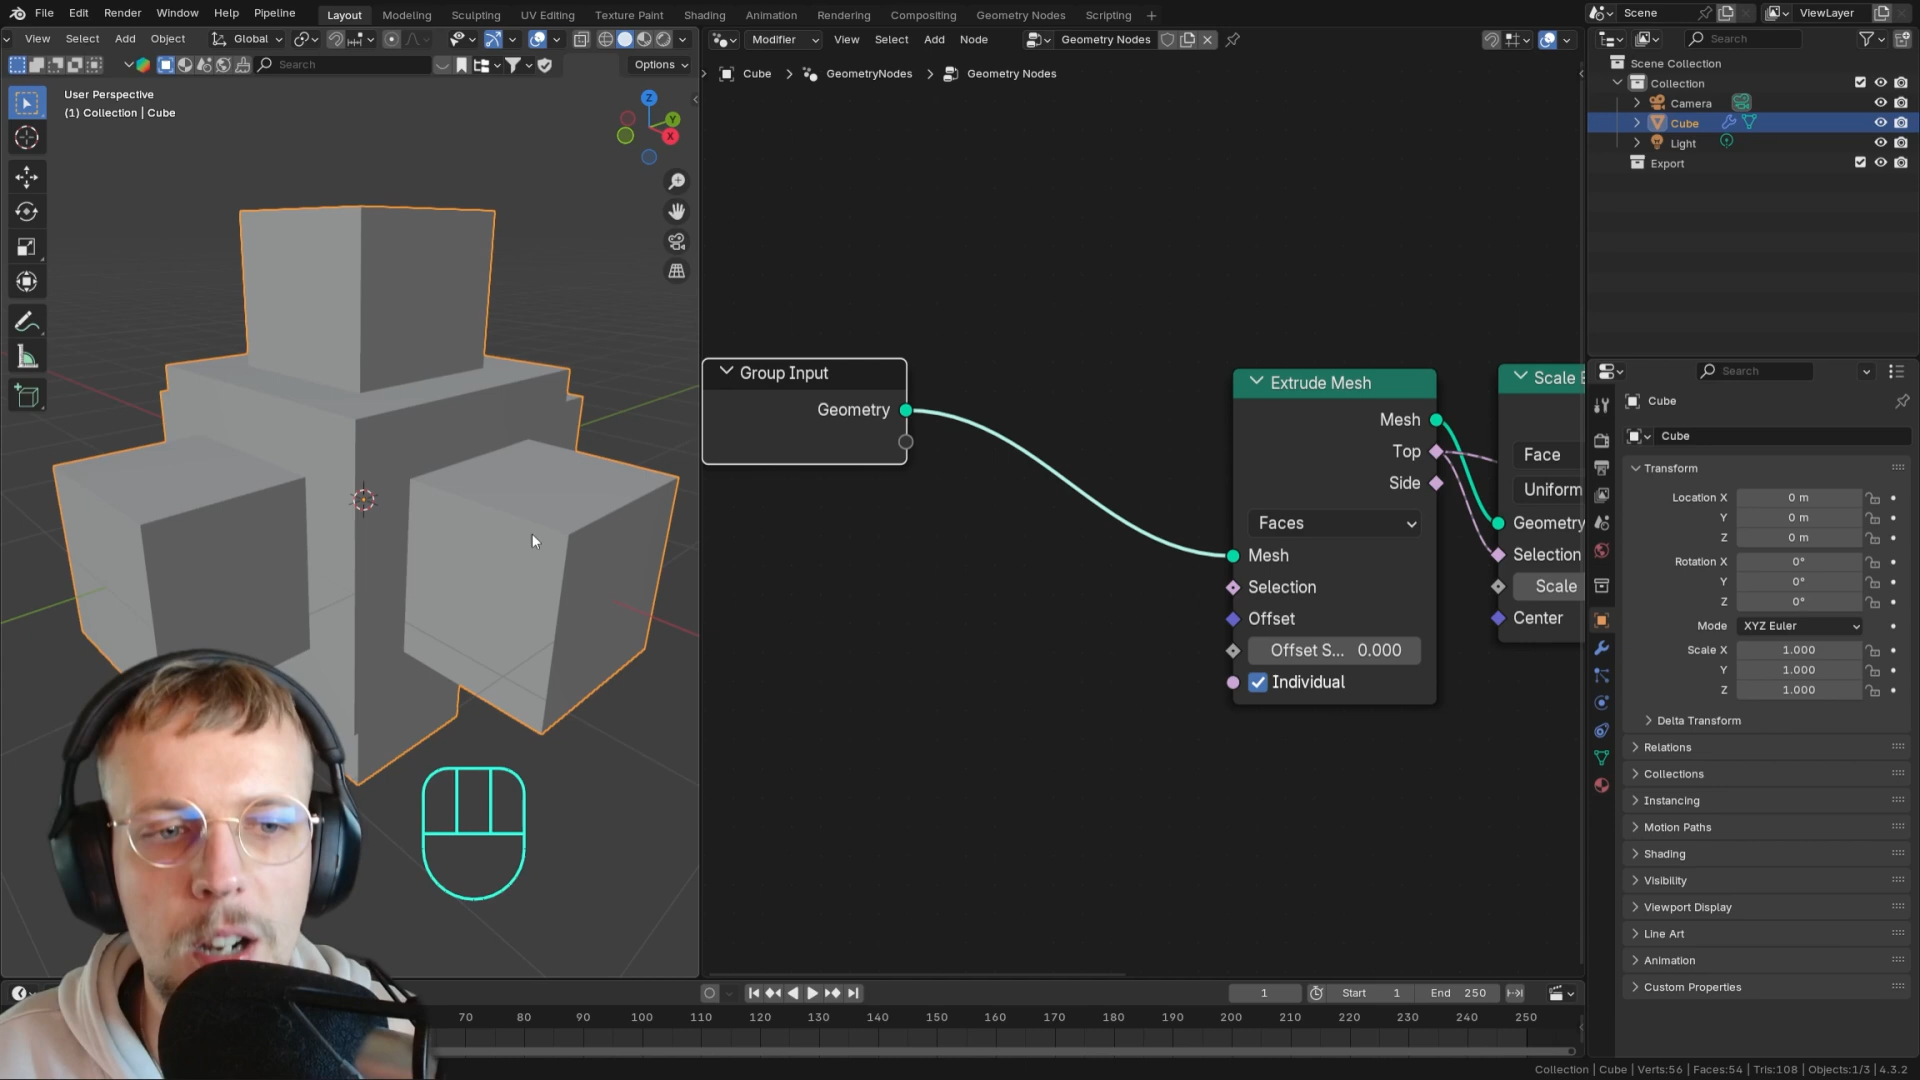 File Edit Render Window Help Pipeline Layout Modeling Sculpting UV Editing Texture Paint Shading Animation Rendering Compositing Geometry Nodes Scripting + Scene ViewLayer
View Select Add Object Global Modifier View Select Add Node Geometry Nodes Search
Search Options
Cube > GeometryNodes > Geometry Nodes
User Perspective
(1) Collection | Cube
Z
Y
X
Group Input
Geometry
Extrude Mesh
Mesh
Top
Side
Faces
Mesh
Selection
Offset
Offset S... 0.000
Individual
Scale E
Face
Uniform
Geometry
Selection
Scale
Center
Scene Collection
Collection
Camera
Cube
Light
Export
Search
Cube
Cube
Transform
Location X 0 m
Y 0 m
Z 0 m
Rotation X 0°
Y 0°
Z 0°
Mode XYZ Euler
Scale X 1.000
Y 1.000
Z 1.000
Delta Transform
Relations
Collections
Instancing
Motion Paths
Shading
Visibility
Viewport Display
Line Art
Animation
Custom Properties
1 Start 1 End 250
70 80 90 100 110 120 130 140 150 160 170 180 190 200 210 220 230 240 250
Collection | Cube | Verts:56 | Faces:54 | Tris:108 | Objects:1/3 | 4.3.2